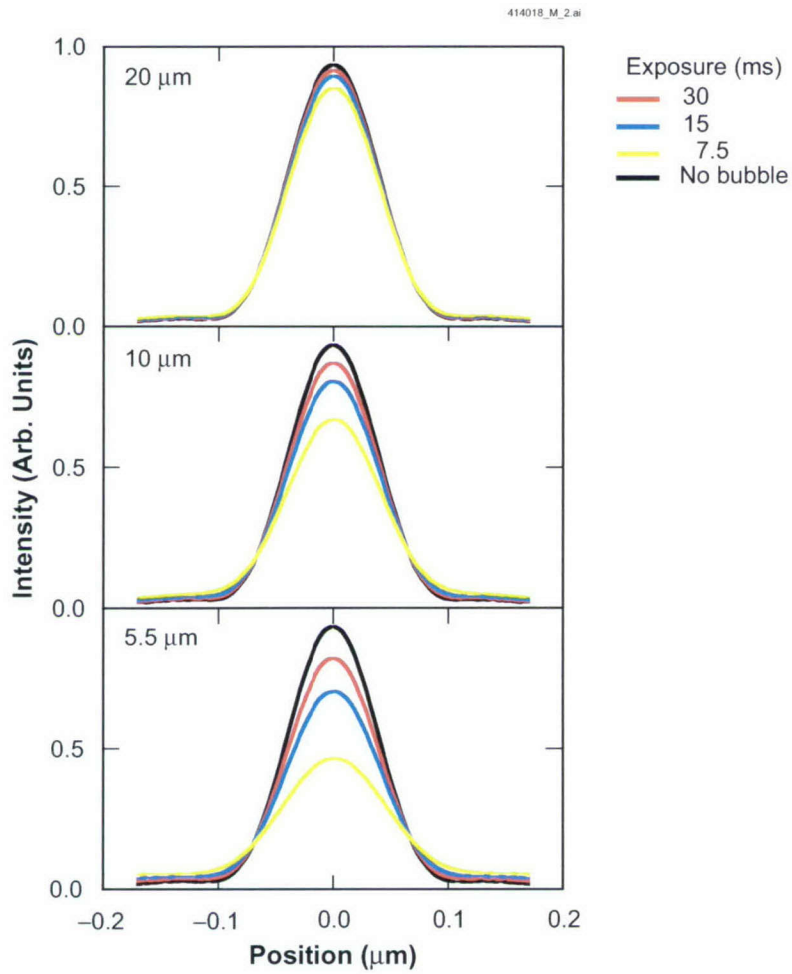 414018_M_2.ai
Exposure (ms)
30
15
7.5
No bubble
Intensity (Arb. Units)
1.0
20 μm
0.5
0.0
10 μm
0.5
0.0
5.5 μm
0.5
0.0
–0.2 –0.1 0.0 0.1 0.2
Position (μm)